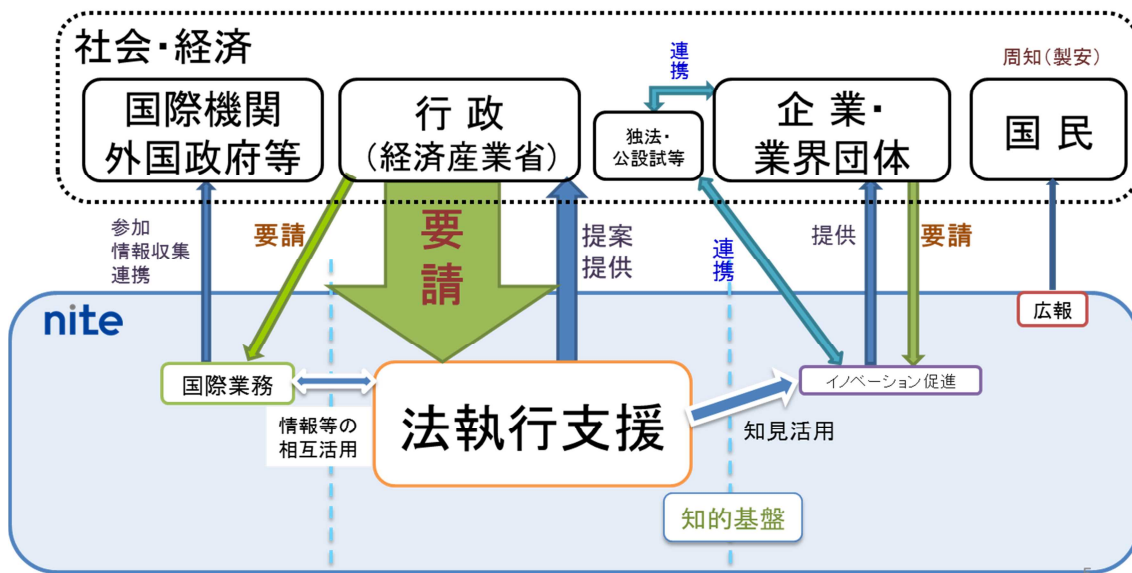 社会・経済
連携
周知(製安)
国際機関
外国政府等
行 政
(経済産業省)
独法・
公設試等
企 業・
業界団体
国 民
参加
情報収集
連携
要請
要
請
提案
提供
連携
提供
要請
nite
広報
国際業務
イノベーション促進
情報等の
相互活用
法執行支援
知見活用
知的基盤